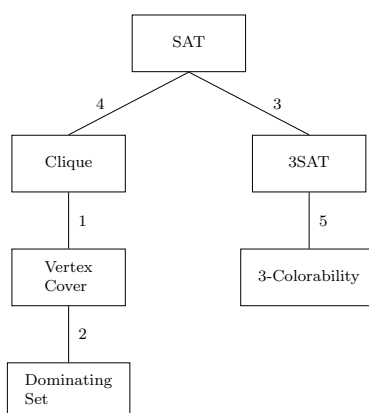 SAT
4
3
Clique
3SAT
1
5
Vertex
Cover
3-Colorability
2
Dominating
Set